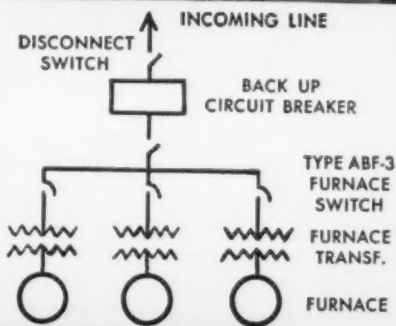 INCOMING LINE
DISCONNECT
SWITCH
BACK UP
CIRCUIT BREAKER
TYPE ABF-3
FURNACE
SWITCH
FURNACE
TRANSF.
FURNACE